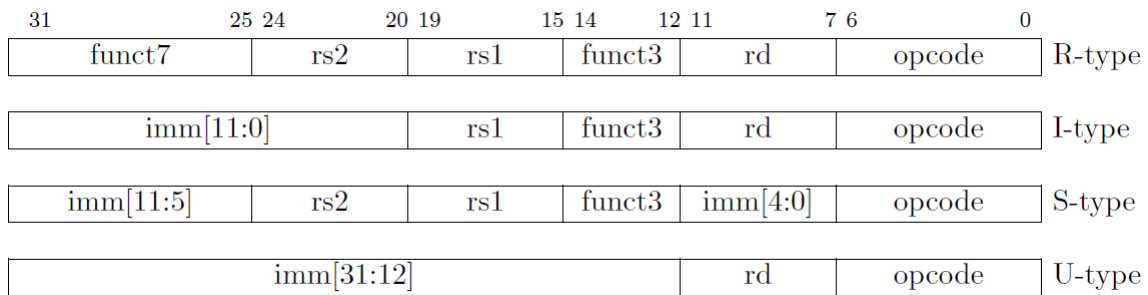 31 25 24 20 19 15 14 12 11 7 6 0
funct7 rs2 rs1 funct3 rd opcode R-type
imm[11:0] rs1 funct3 rd opcode I-type
imm[11:5] rs2 rs1 funct3 imm[4:0] opcode S-type
imm[31:12] rd opcode U-type